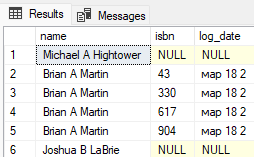 Results Messages
name isbn log_date
1 Michael A Hightower NULL NULL
2 Brian A Martin 43 мар 18 2
3 Brian A Martin 330 мар 18 2
4 Brian A Martin 617 мар 18 2
5 Brian A Martin 904 мар 18 2
6 Joshua B LaBrie NULL NULL